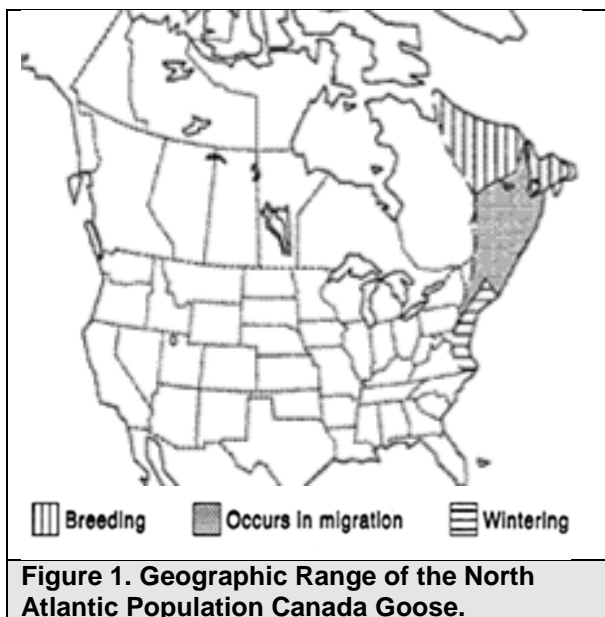 Breeding Occurs in migration Wintering
Figure 1. Geographic Range of the North
Atlantic Population Canada Goose.